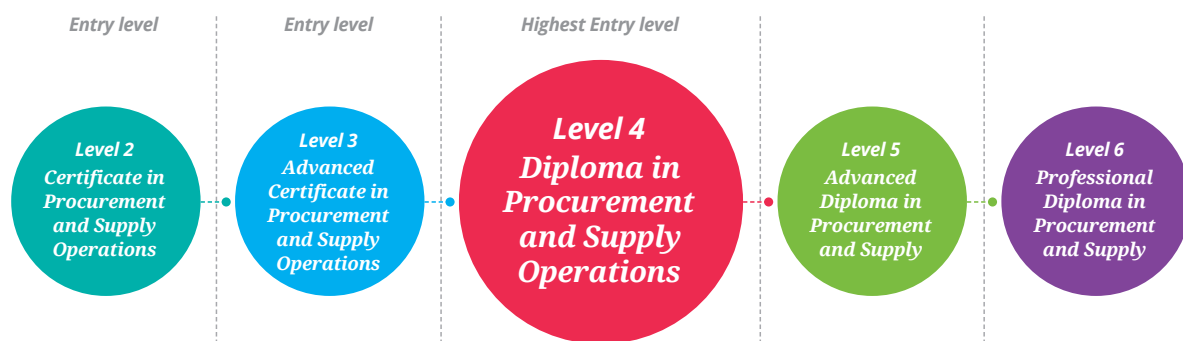 Entry level
Entry level
Highest Entry level
Level 2
Certificate in
Procurement
and Supply
Operations
Level 3
Advanced
Certificate in
Procurement
and Supply
Operations
Level 4
Diploma in
Procurement
and Supply
Operations
Level 5
Advanced
Diploma in
Procurement
and Supply
Level 6
Professional
Diploma in
Procurement
and Supply